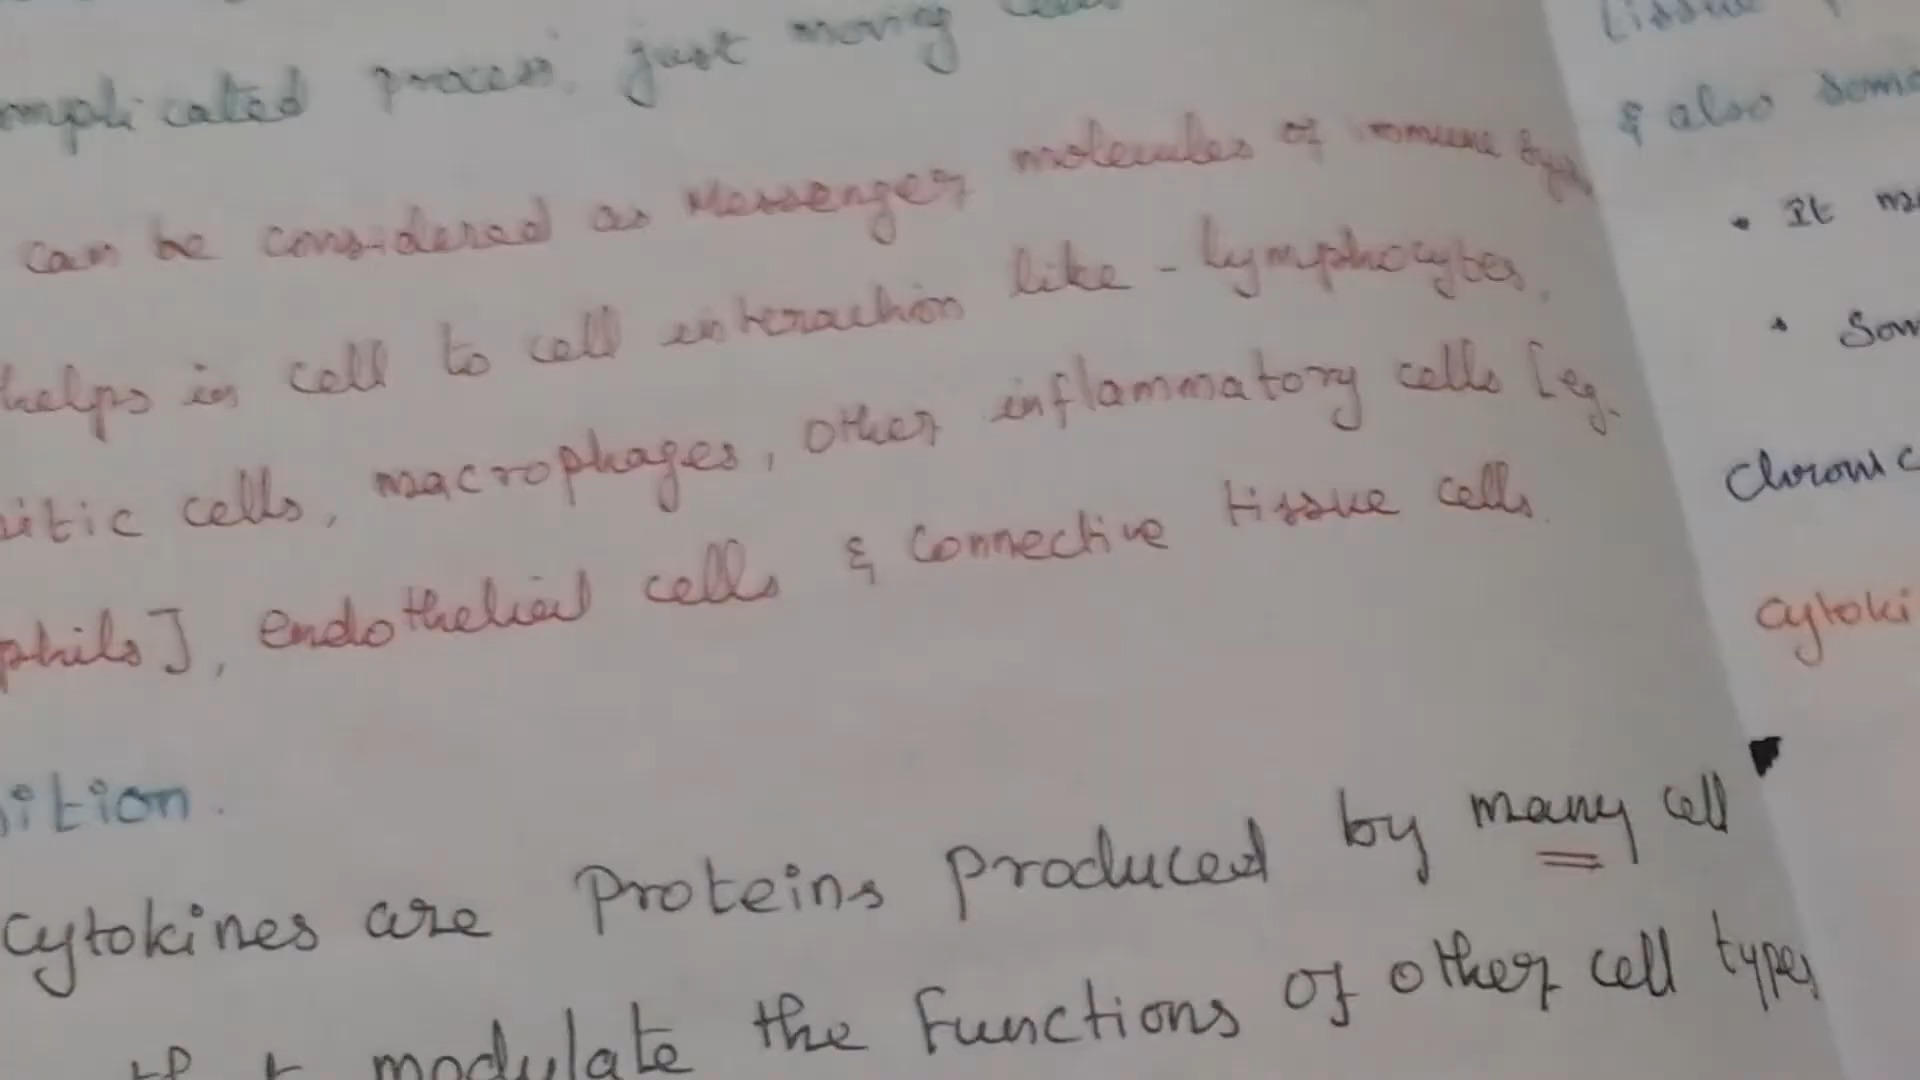 complicated process, just moving
can be considered as Messenger molecules of immune
helps in cell to cell interaction like - lymphocytes,
itic cells, macrophages, other inflammatory cells [eg.
phils], endothelial cells & connective tissue cells.
ition.
Cytokines are Proteins produced by many cell
that modulate the functions of other cell types
& also some
• It
• Som
Chronic
Cytoki